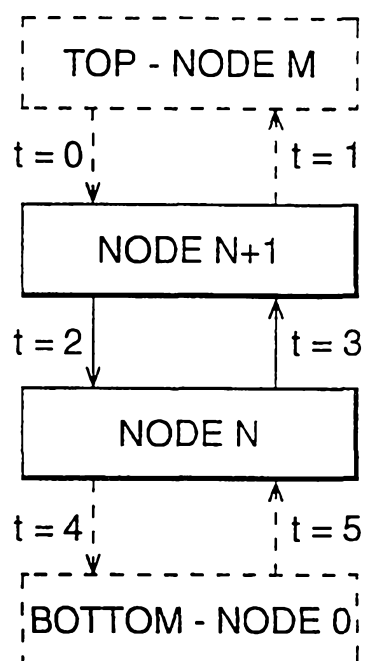 TOP - NODE M
t = 0
t = 1
NODE N+1
t = 2
t = 3
NODE N
t = 4
t = 5
BOTTOM - NODE 0